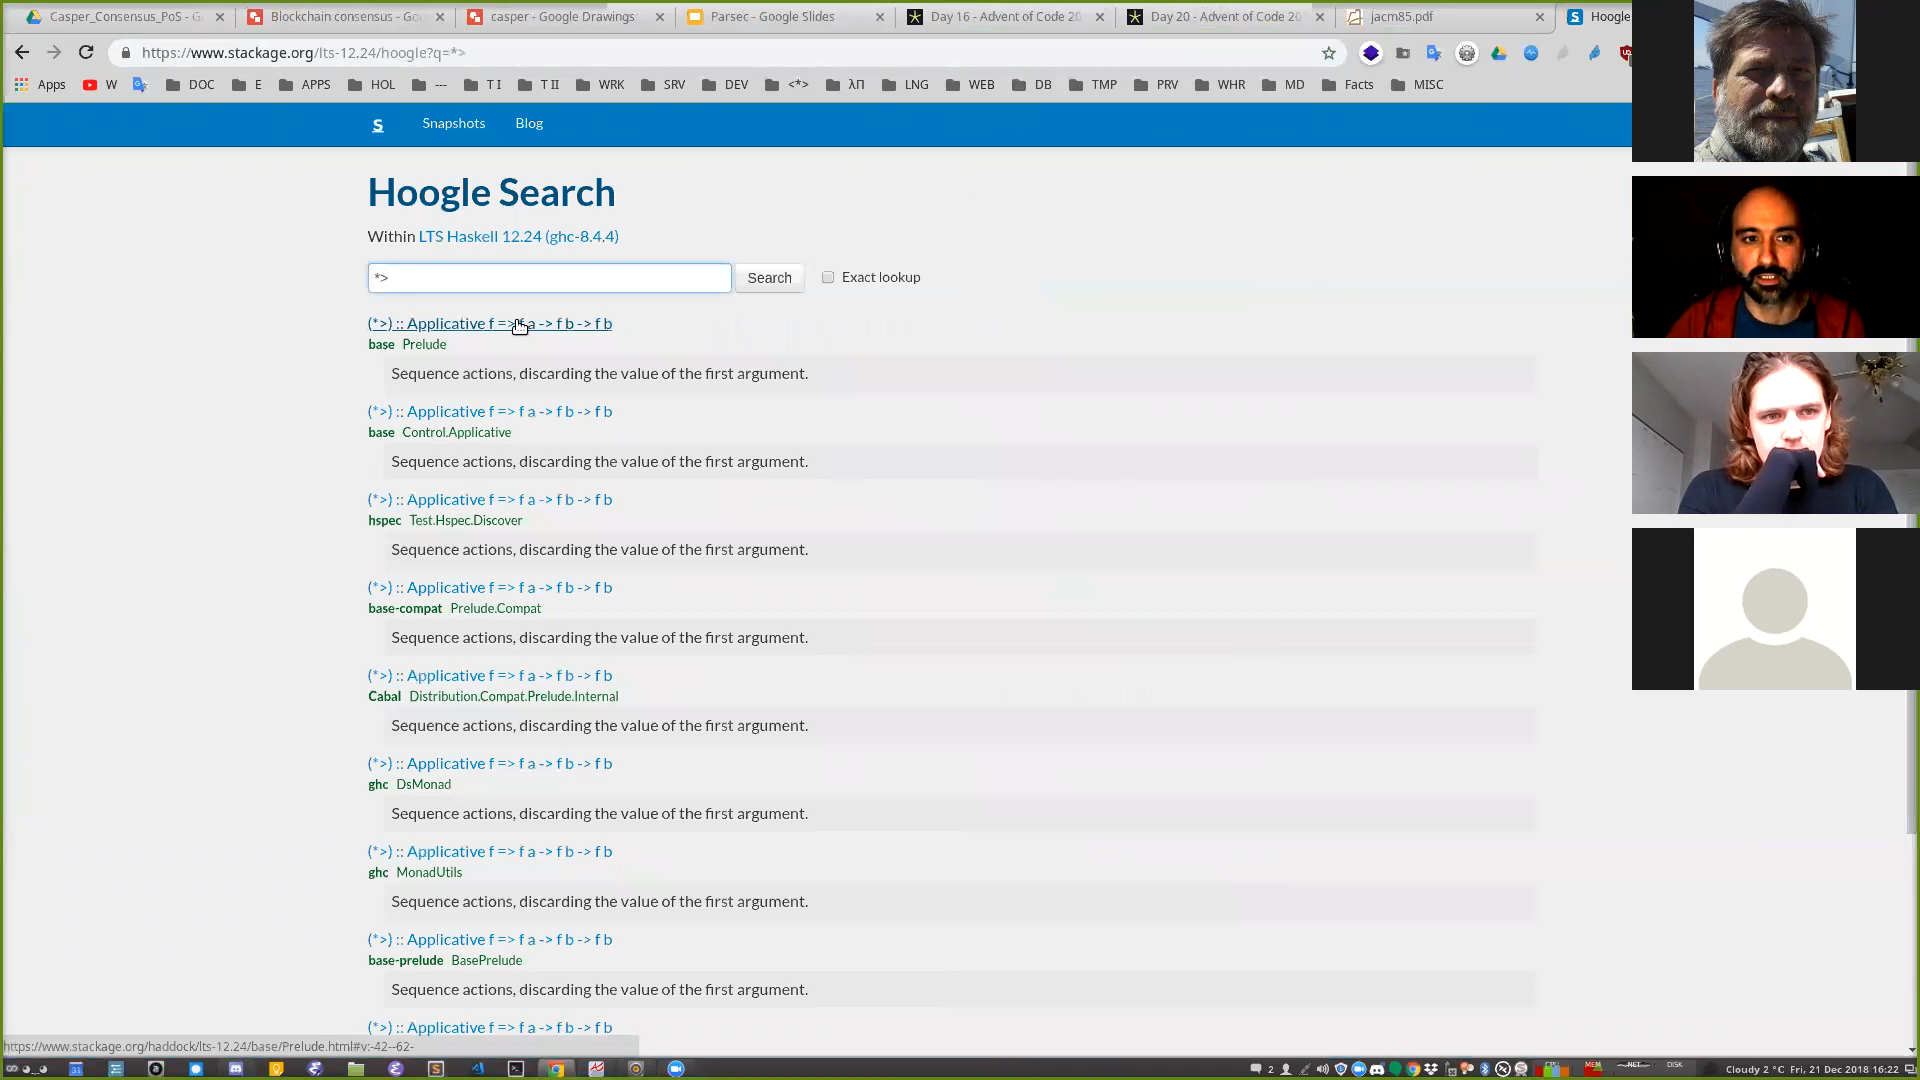 Casper_Consensus_PoS - G
Blockchain consensus - Go
casper - Google Drawings
Parsec - Google Slides
Day 16 - Advent of Code 20
Day 20 - Advent of Code 20
jacm85.pdf
Hoogle
https://www.stackage.org/lts-12.24/hoogle?q=*>
Apps
W
DOC
E
APPS
HOL
---
T I
T II
WRK
SRV
DEV
<*>
λΠ
LNG
WEB
DB
TMP
PRV
WHR
MD
Facts
MISC
S
Snapshots
Blog
Hoogle Search
Within LTS Haskell 12.24 (ghc-8.4.4)
*>
Search
Exact lookup
(*>) :: Applicative f => f a -> f b -> f b
base Prelude
Sequence actions, discarding the value of the first argument.
(*>) :: Applicative f => f a -> f b -> f b
base Control.Applicative
Sequence actions, discarding the value of the first argument.
(*>) :: Applicative f => f a -> f b -> f b
hspec Test.Hspec.Discover
Sequence actions, discarding the value of the first argument.
(*>) :: Applicative f => f a -> f b -> f b
base-compat Prelude.Compat
Sequence actions, discarding the value of the first argument.
(*>) :: Applicative f => f a -> f b -> f b
Cabal Distribution.Compat.Prelude.Internal
Sequence actions, discarding the value of the first argument.
(*>) :: Applicative f => f a -> f b -> f b
ghc DsMonad
Sequence actions, discarding the value of the first argument.
(*>) :: Applicative f => f a -> f b -> f b
ghc MonadUtils
Sequence actions, discarding the value of the first argument.
(*>) :: Applicative f => f a -> f b -> f b
base-prelude BasePrelude
Sequence actions, discarding the value of the first argument.
(*>) :: Applicative f => f a -> f b -> f b
https://www.stackage.org/haddock/lts-12.24/base/Prelude.html#v:-42--62-
2
CPU
MEM
NET
DISK
Cloudy 2 °C Fri, 21 Dec 2018 16:22